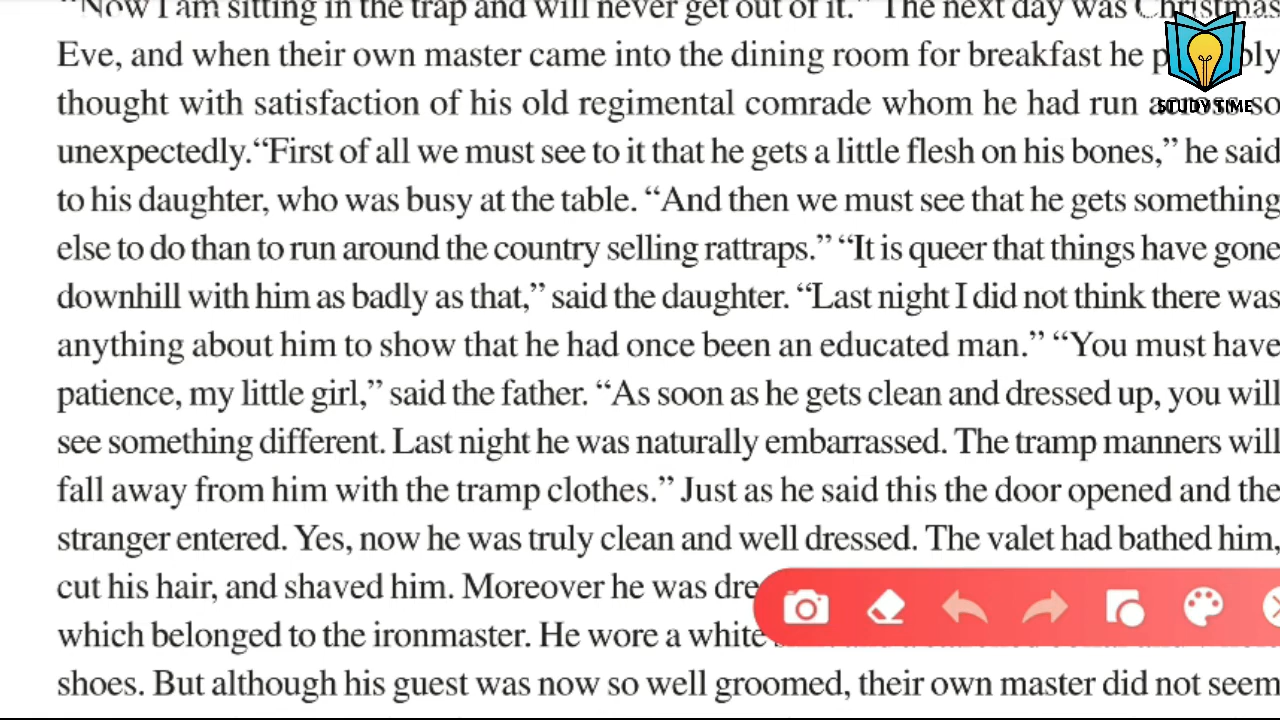 "Now I am sitting in the trap and will never get out of it." The next day was Christmas
Eve, and when their own master came into the dining room for breakfast he
thought with satisfaction of his old regimental comrade whom he had run across so
unexpectedly."First of all we must see to it that he gets a little flesh on his bones," he said
to his daughter, who was busy at the table. "And then we must see that he gets something
else to do than to run around the country selling rattraps." "It is queer that things have gone
downhill with him as badly as that," said the daughter. "Last night I did not think there was
anything about him to show that he had once been an educated man." "You must have
patience, my little girl," said the father. "As soon as he gets clean and dressed up, you will
see something different. Last night he was naturally embarrassed. The tramp manners will
fall away from him with the tramp clothes." Just as he said this the door opened and the
stranger entered. Yes, now he was truly clean and well dressed. The valet had bathed him,
cut his hair, and shaved him. Moreover he was
which belonged to the ironmaster. He wore a white
shoes. But although his guest was now so well groomed, their own master did not seem
STUDY TIME